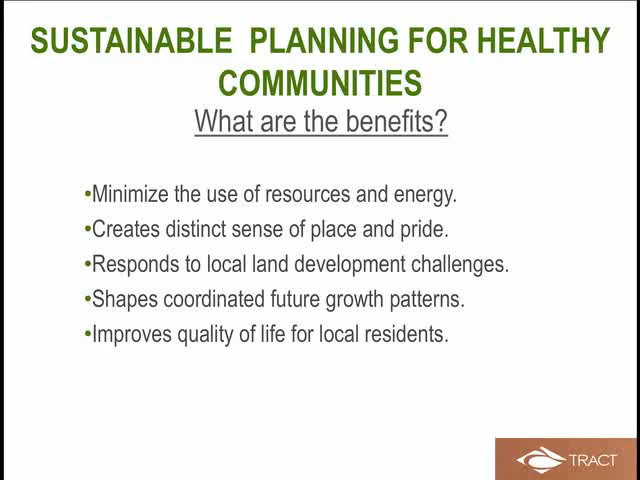 SUSTAINABLE  PLANNING FOR HEALTHY
COMMUNITIES
What are the benefits?
•Minimize the use of resources and energy.
•Creates distinct sense of place and pride.
•Responds to local land development challenges.
•Shapes coordinated future growth patterns.
•Improves quality of life for local residents.
TRACT